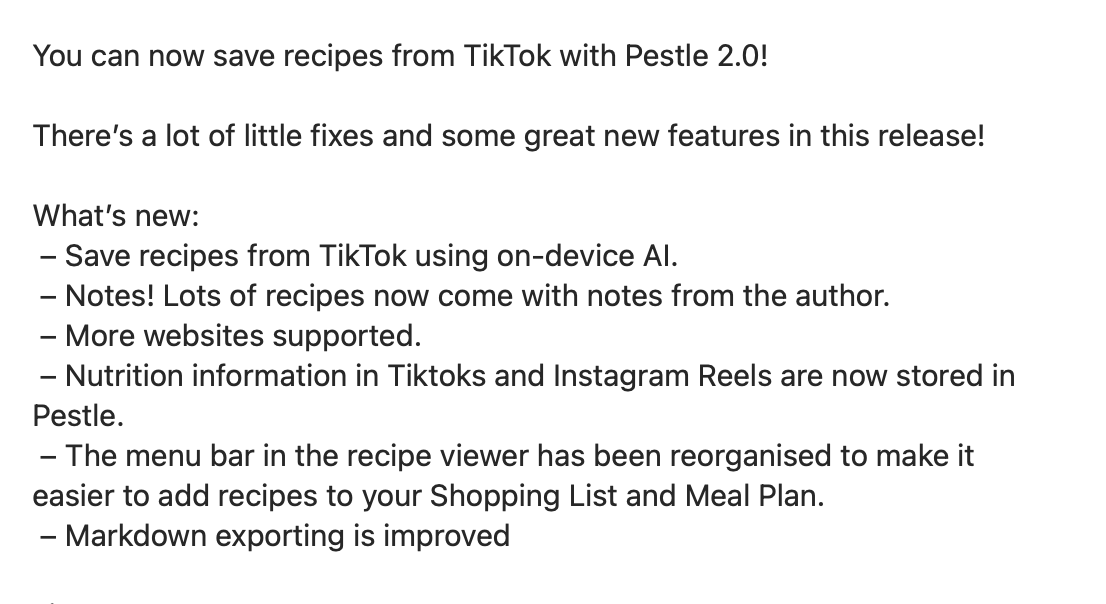 You can now save recipes from TikTok with Pestle 2.0!
There’s a lot of little fixes and some great new features in this release!
What’s new:
– Save recipes from TikTok using on-device AI.
– Notes! Lots of recipes now come with notes from the author.
– More websites supported.
– Nutrition information in Tiktoks and Instagram Reels are now stored in
Pestle.
– The menu bar in the recipe viewer has been reorganised to make it
easier to add recipes to your Shopping List and Meal Plan.
– Markdown exporting is improved